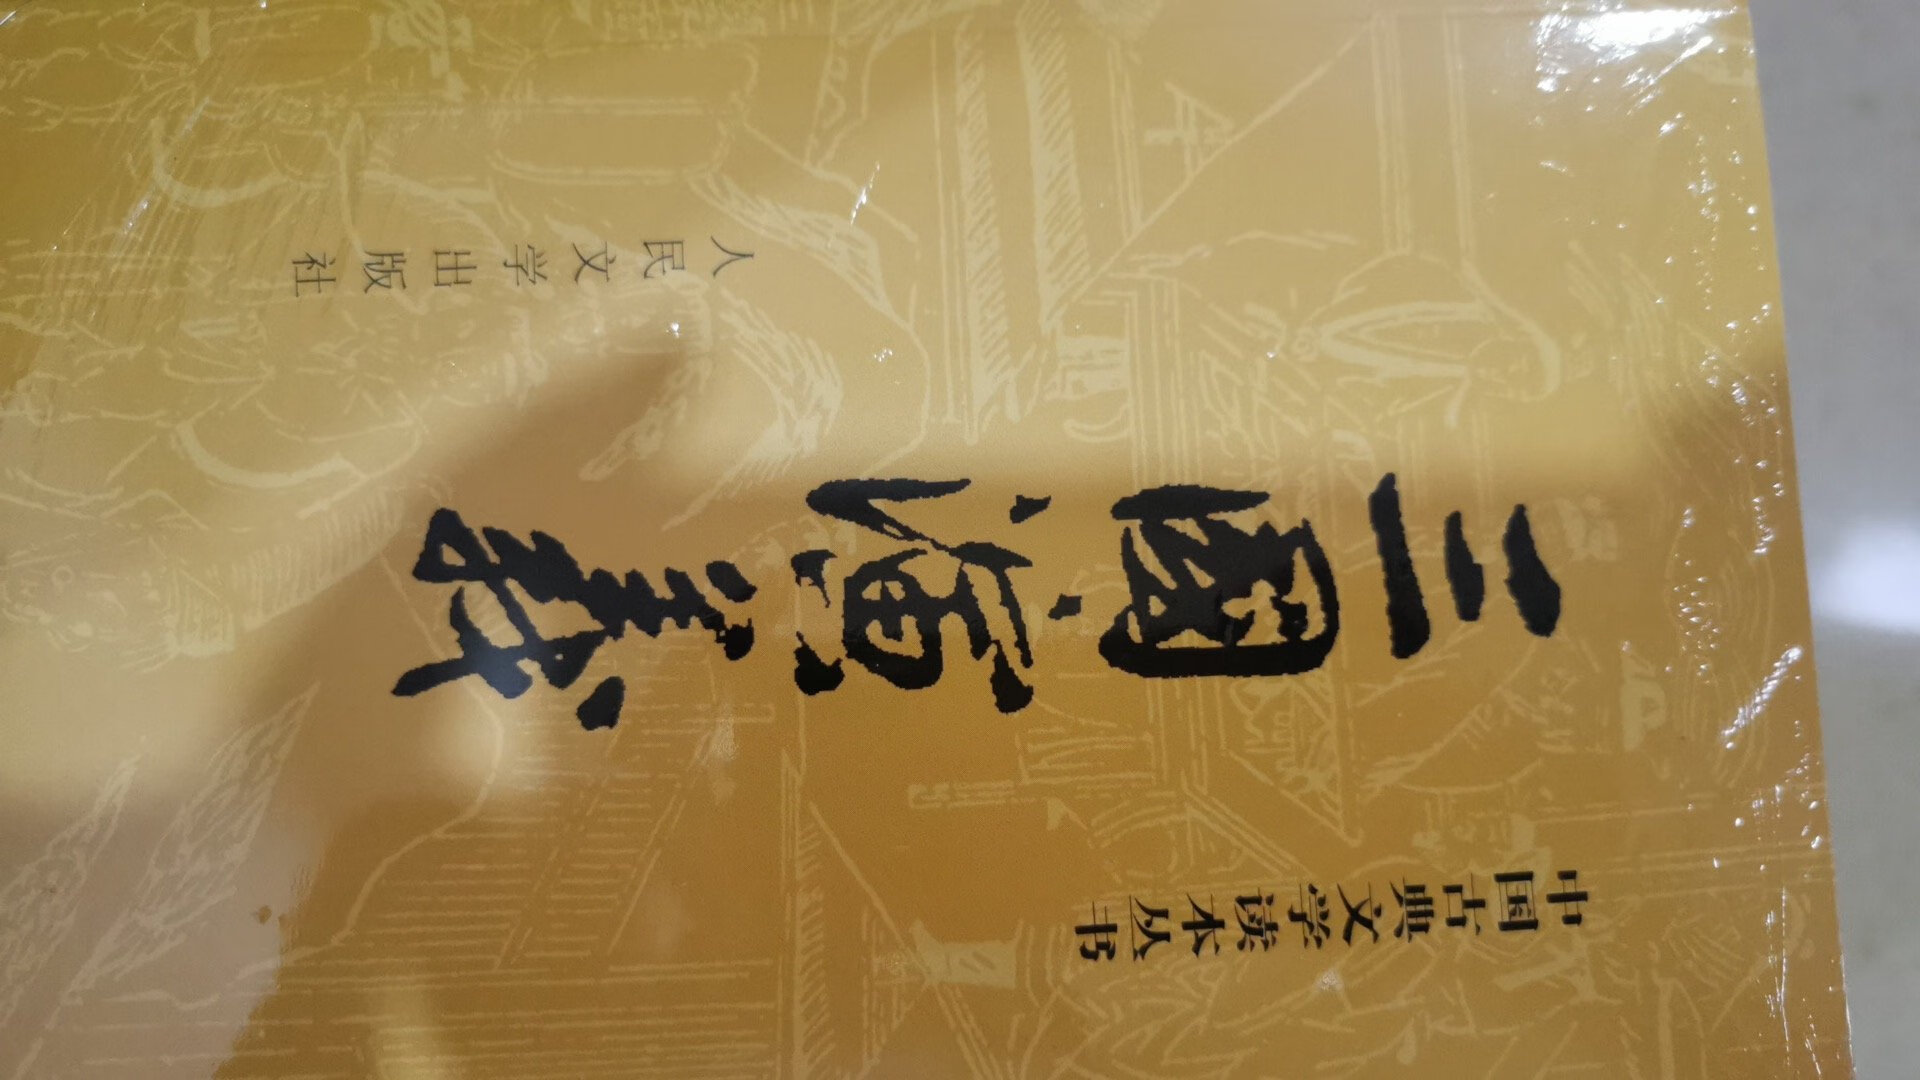 中国古典文学读本丛书
三國演義
人民文学出版社